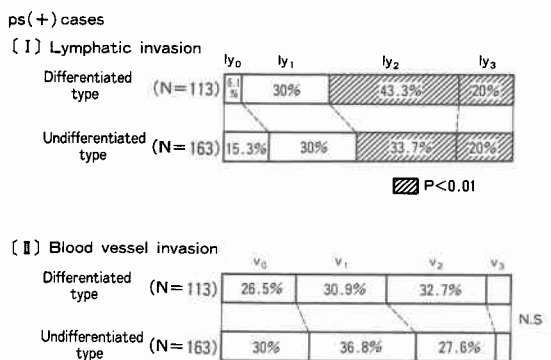 ps(+) cases
〔Ⅰ〕 Lymphatic invasion
ly0 ly1 ly2 ly3
Differentiated type (N=113) 6.1% 30% 43.3% 20%
Undifferentiated type (N=163) 15.3% 30% 33.7% 20%
P<0.01
〔Ⅱ〕 Blood vessel invasion
v0 v1 v2 v3
Differentiated type (N=113) 26.5% 30.9% 32.7%
N.S
Undifferentiated type (N=163) 30% 36.8% 27.6%